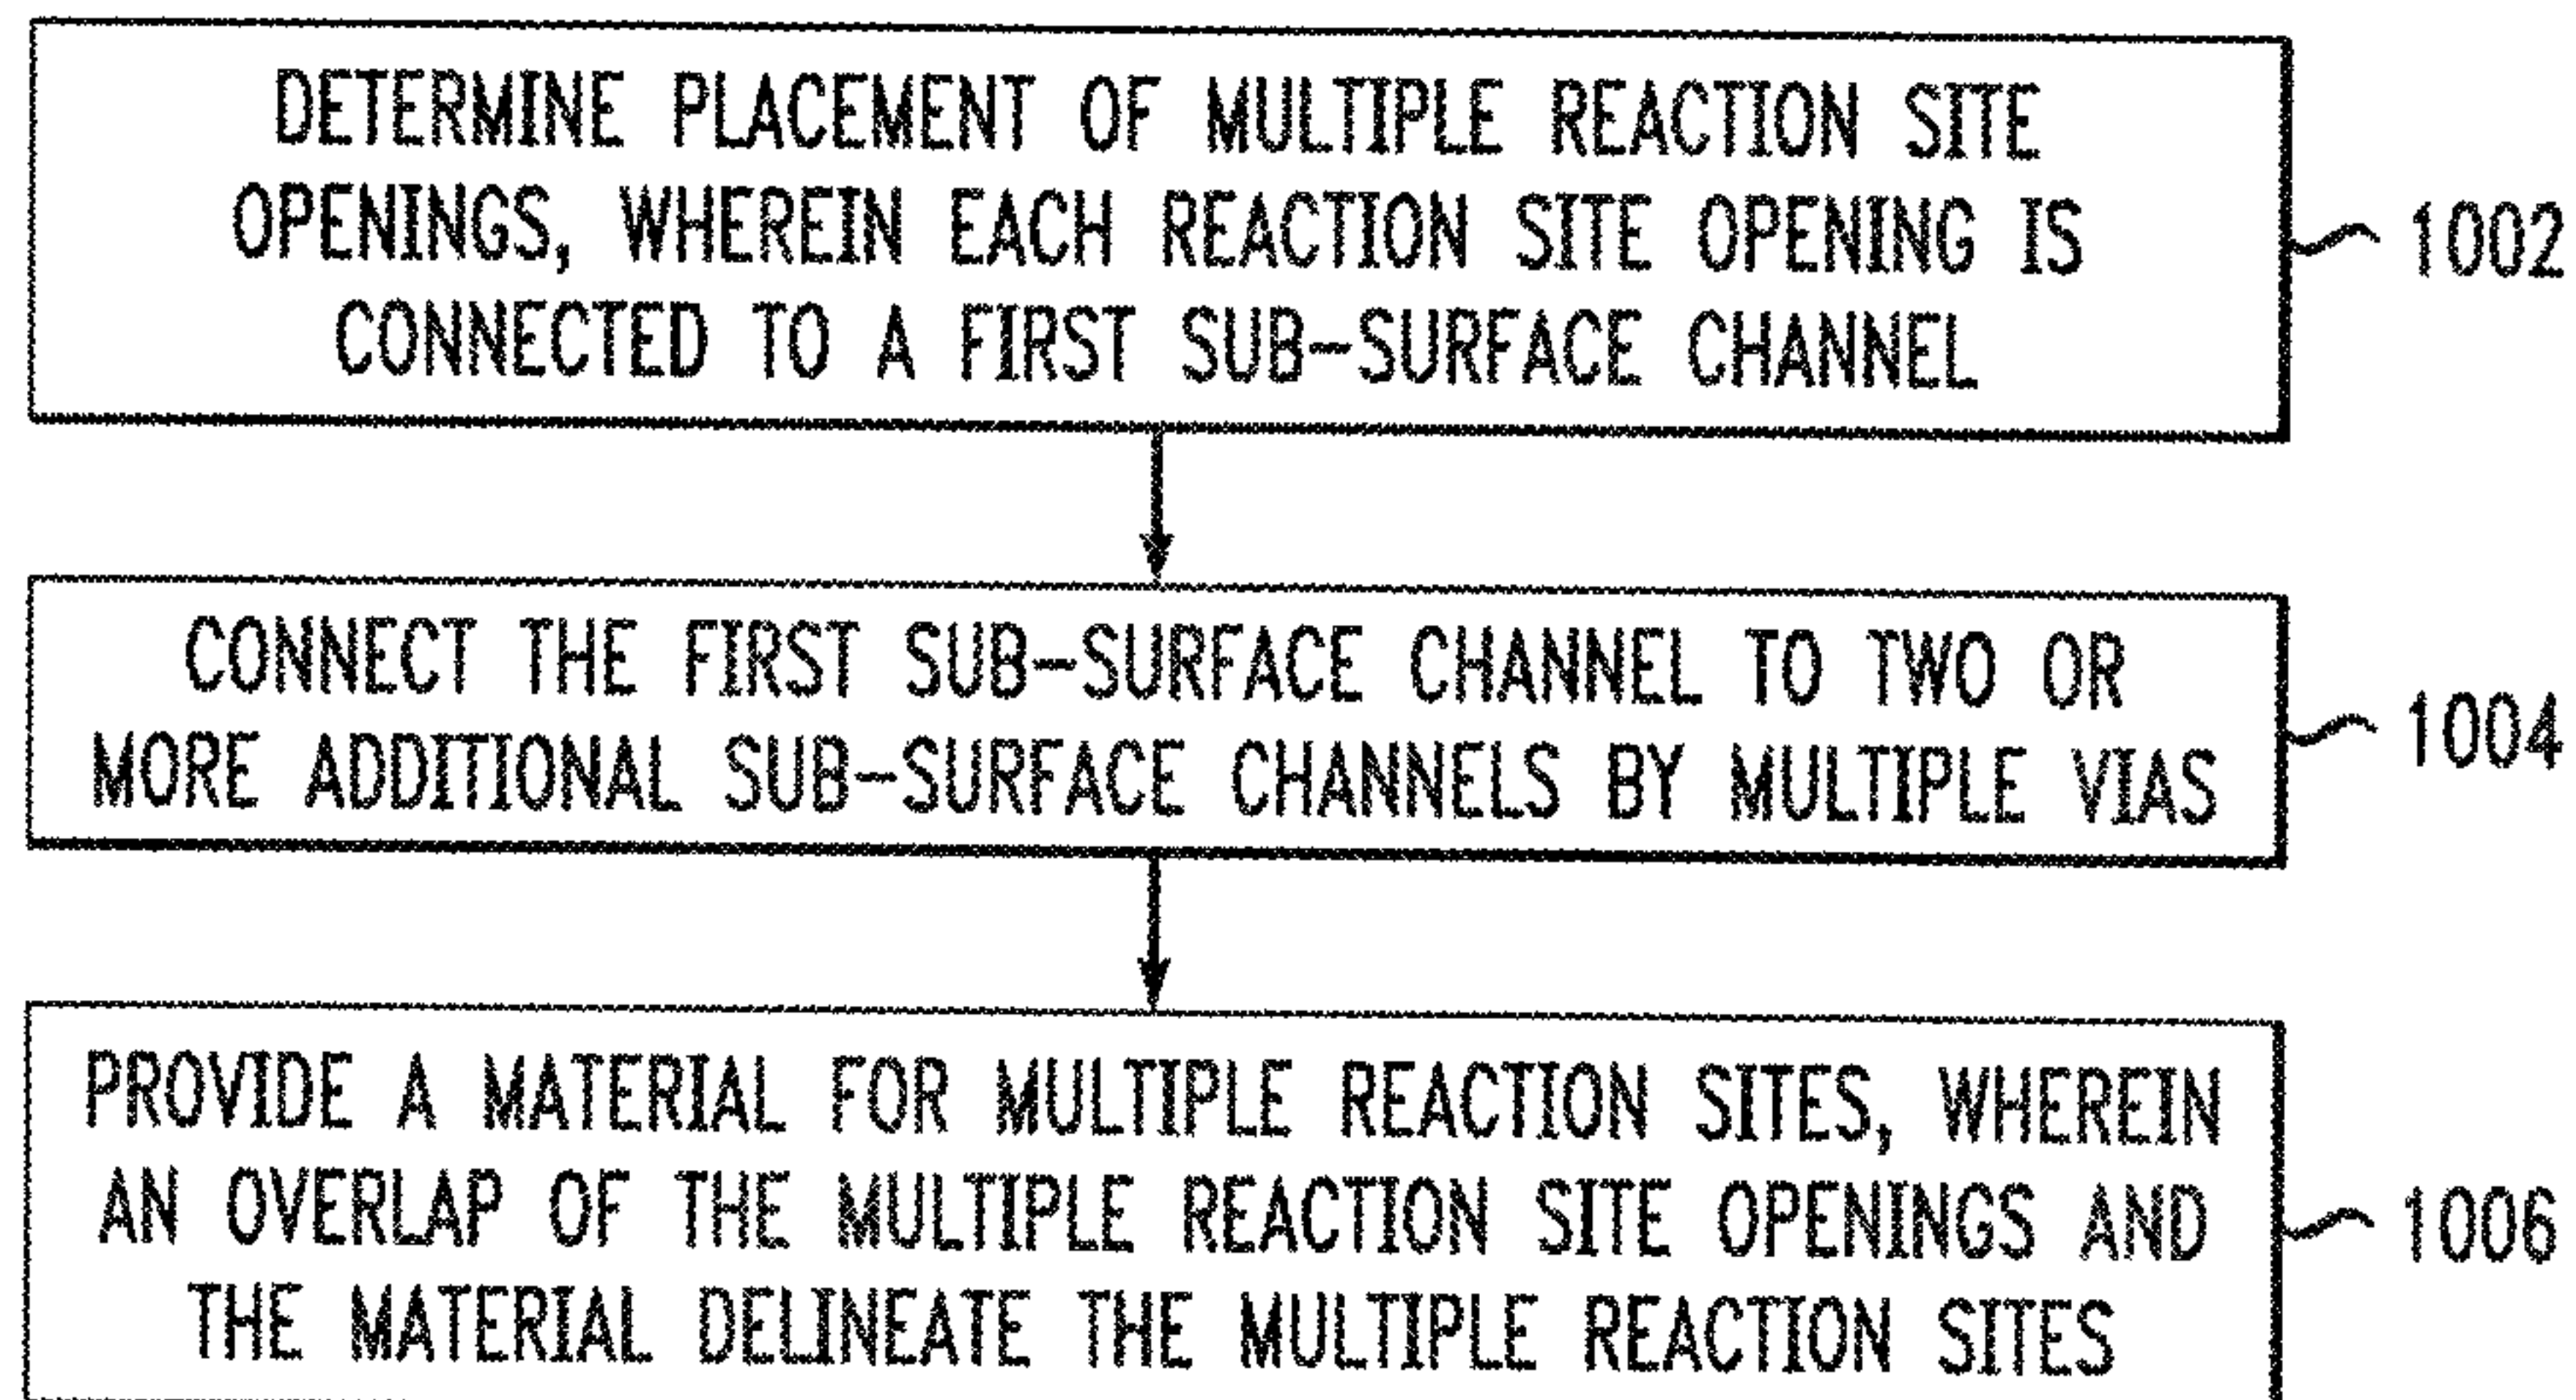 DETERMINE PLACEMENT OF MULTIPLE REACTION SITE
OPENINGS, WHEREIN EACH REACTION SITE OPENING IS
CONNECTED TO A FIRST SUB-SURFACE CHANNEL
1002
CONNECT THE FIRST SUB-SURFACE CHANNEL TO TWO OR
MORE ADDITIONAL SUB-SURFACE CHANNELS BY MULTIPLE VIAS
1004
PROVIDE A MATERIAL FOR MULTIPLE REACTION SITES, WHEREIN
AN OVERLAP OF THE MULTIPLE REACTION SITE OPENINGS AND
THE MATERIAL DELINEATE THE MULTIPLE REACTION SITES
1006